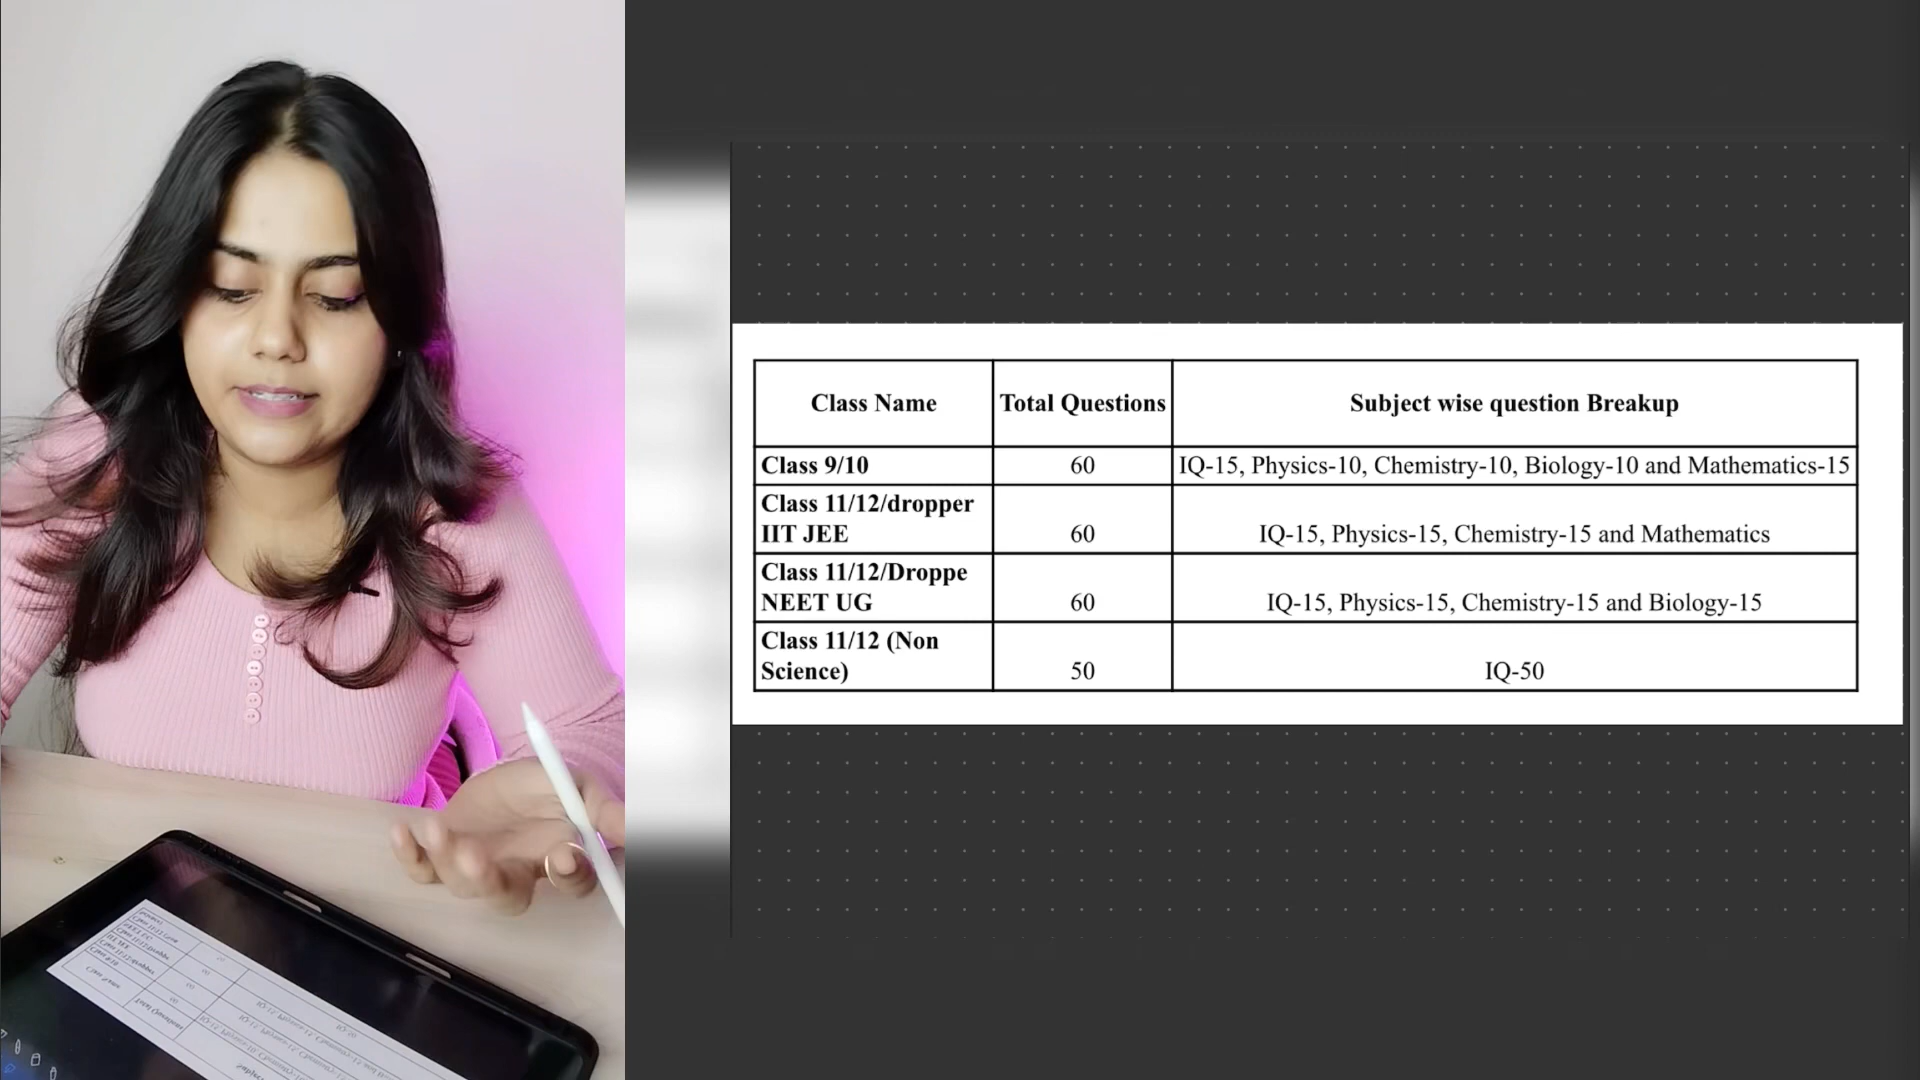 Class Name Total Questions Subject wise question Breakup
Class 9/10 60 IQ-15, Physics-10, Chemistry-10, Biology-10 and Mathematics-15
Class 11/12/dropper
IIT JEE 60 IQ-15, Physics-15, Chemistry-15 and Mathematics
Class 11/12/Droppe
NEET UG 60 IQ-15, Physics-15, Chemistry-15 and Biology-15
Class 11/12 (Non
Science) 50 IQ-50